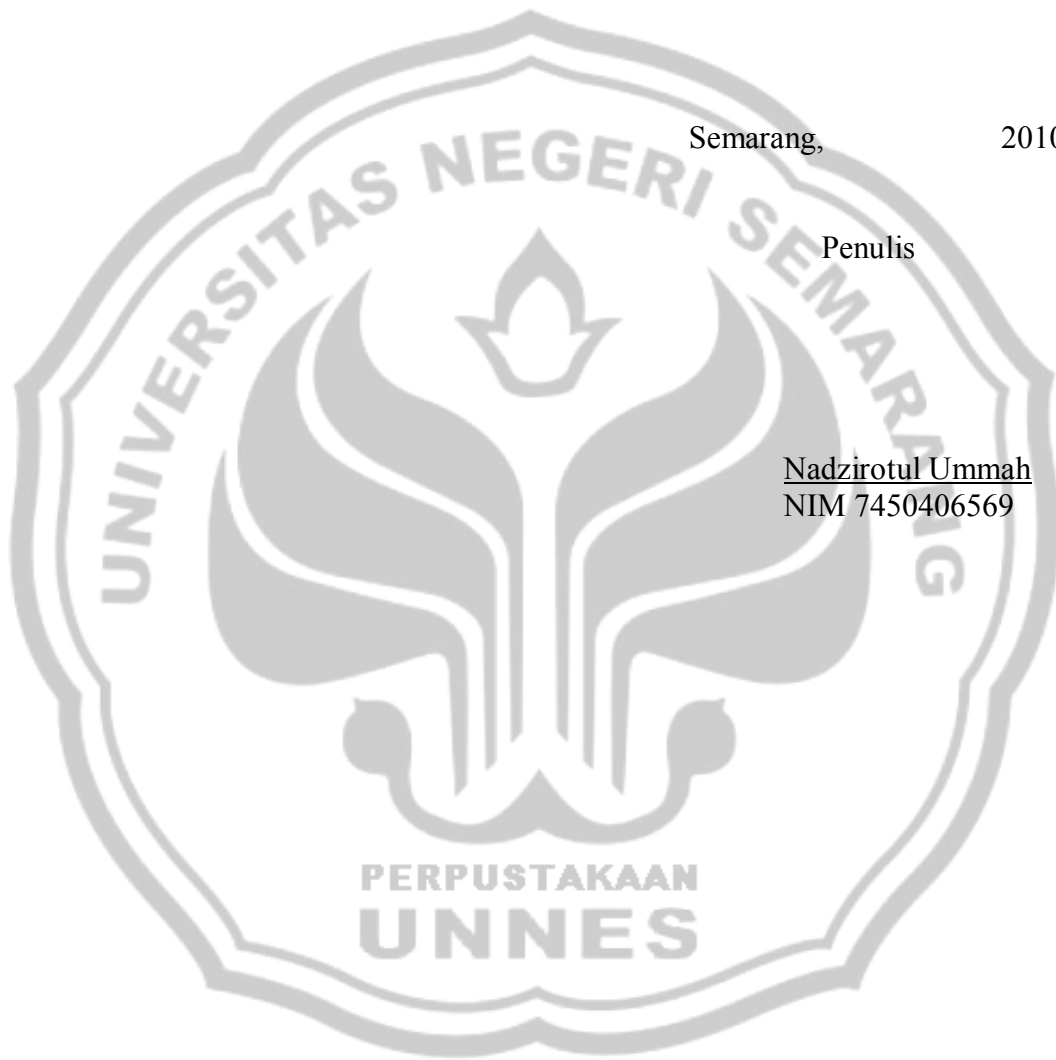 Semarang, 2010
Penulis
Nadzirotul Ummah
NIM 7450406569
UNIVERSITAS NEGERI SEMARANG
PERPUSTAKAAN
UNNES